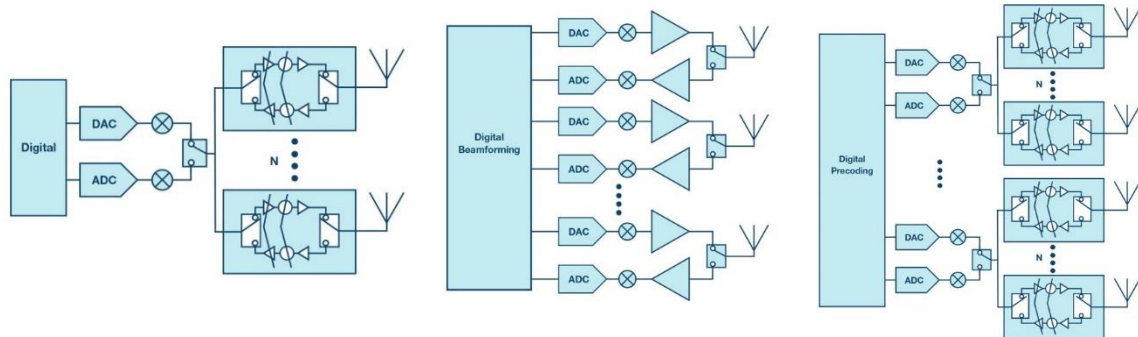 Digital
DAC
ADC
N
Digital
Beamforming
DAC
ADC
DAC
ADC
DAC
ADC
Digital
Precoding
DAC
ADC
N
DAC
ADC
N